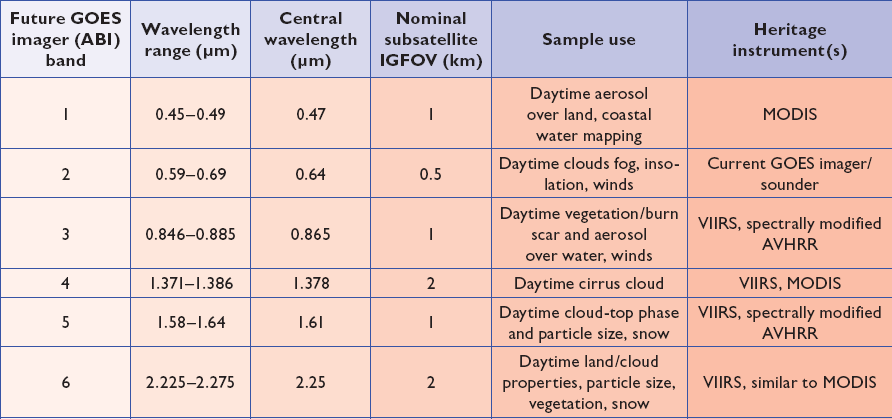 Future GOES imager (ABI) band | Wavelength range (μm) | Central wavelength (μm) | Nominal subsatellite IGFOV (km) | Sample use | Heritage instrument(s)
1 | 0.45–0.49 | 0.47 | 1 | Daytime aerosol over land, coastal water mapping | MODIS
2 | 0.59–0.69 | 0.64 | 0.5 | Daytime clouds fog, inso-lation, winds | Current GOES imager/sounder
3 | 0.846–0.885 | 0.865 | 1 | Daytime vegetation/burn scar and aerosol over water, winds | VIIRS, spectrally modified AVHRR
4 | 1.371–1.386 | 1.378 | 2 | Daytime cirrus cloud | VIIRS, MODIS
5 | 1.58–1.64 | 1.61 | 1 | Daytime cloud-top phase and particle size, snow | VIIRS, spectrally modified AVHRR
6 | 2.225–2.275 | 2.25 | 2 | Daytime land/cloud properties, particle size, vegetation, snow | VIIRS, similar to MODIS